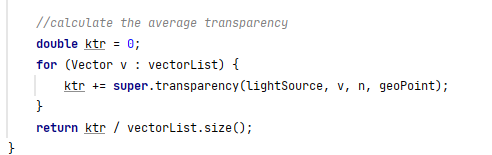 //calculate the average transparency
double ktr = 0;
for (Vector v : vectorList) {
ktr += super.transparency(lightSource, v, n, geoPoint);
}
return ktr / vectorList.size();
}